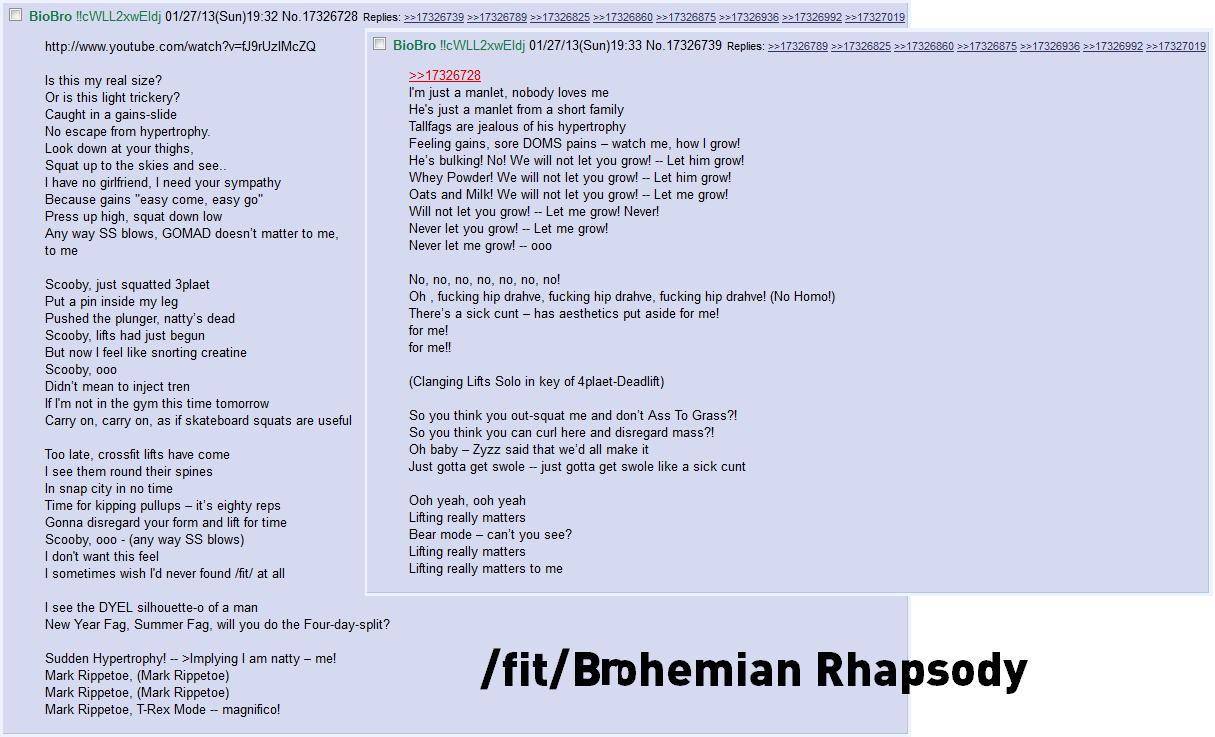 BioBro !!cWLL2xwEIdj 01/27/13(Sun)19:32 No.17326728 Replies: >>17326739 >>17326789 >>17326825 >>17326860 >>17326875 >>17326936 >>17326992 >>17327019
http://www.youtube.com/watch?v=fJ9rUzIMcZQ
Is this my real size?
Or is this light trickery?
Caught in a gains-slide
No escape from hypertrophy.
Look down at your thighs,
Squat up to the skies and see..
I have no girlfriend, I need your sympathy
Because gains "easy come, easy go"
Press up high, squat down low
Any way SS blows, GOMAD doesn't matter to me,
to me
Scooby, just squatted 3plaet
Put a pin inside my leg
Pushed the plunger, natty's dead
Scooby, lifts had just begun
But now I feel like snorting creatine
Scooby, ooo
Didn't mean to inject tren
If I'm not in the gym this time tomorrow
Carry on, carry on, as if skateboard squats are useful
Too late, crossfit lifts have come
I see them round their spines
In snap city in no time
Time for kipping pullups – it's eighty reps
Gonna disregard your form and lift for time
Scooby, ooo - (any way SS blows)
I don't want this feel
I sometimes wish I'd never found /fit/ at all
I see the DYEL silhouette-o of a man
New Year Fag, Summer Fag, will you do the Four-day-split?
Sudden Hypertrophy! -- >Implying I am natty – me!
Mark Rippetoe, (Mark Rippetoe)
Mark Rippetoe, (Mark Rippetoe)
Mark Rippetoe, T-Rex Mode -- magnifico!
BioBro !!cWLL2xwEIdj 01/27/13(Sun)19:33 No.17326739 Replies: >>17326789 >>17326825 >>17326860 >>17326875 >>17326936 >>17326992 >>17327019
>>17326728
I'm just a manlet, nobody loves me
He's just a manlet from a short family
Tallfags are jealous of his hypertrophy
Feeling gains, sore DOMS pains – watch me, how I grow!
He's bulking! No! We will not let you grow! -- Let him grow!
Whey Powder! We will not let you grow! -- Let him grow!
Oats and Milk! We will not let you grow! -- Let me grow!
Will not let you grow! -- Let me grow! Never!
Never let you grow! -- Let me grow!
Never let me grow! -- ooo
No, no, no, no, no, no, no!
Oh , fucking hip drahve, fucking hip drahve, fucking hip drahve! (No Homo!)
There's a sick cunt – has aesthetics put aside for me!
for me!
for me!!
(Clanging Lifts Solo in key of 4plaet-Deadlift)
So you think you out-squat me and don't Ass To Grass?!
So you think you can curl here and disregard mass?!
Oh baby – Zyzz said that we'd all make it
Just gotta get swole -- just gotta get swole like a sick cunt
Ooh yeah, ooh yeah
Lifting really matters
Bear mode – can't you see?
Lifting really matters
Lifting really matters to me
/fit/Brohemian Rhapsody